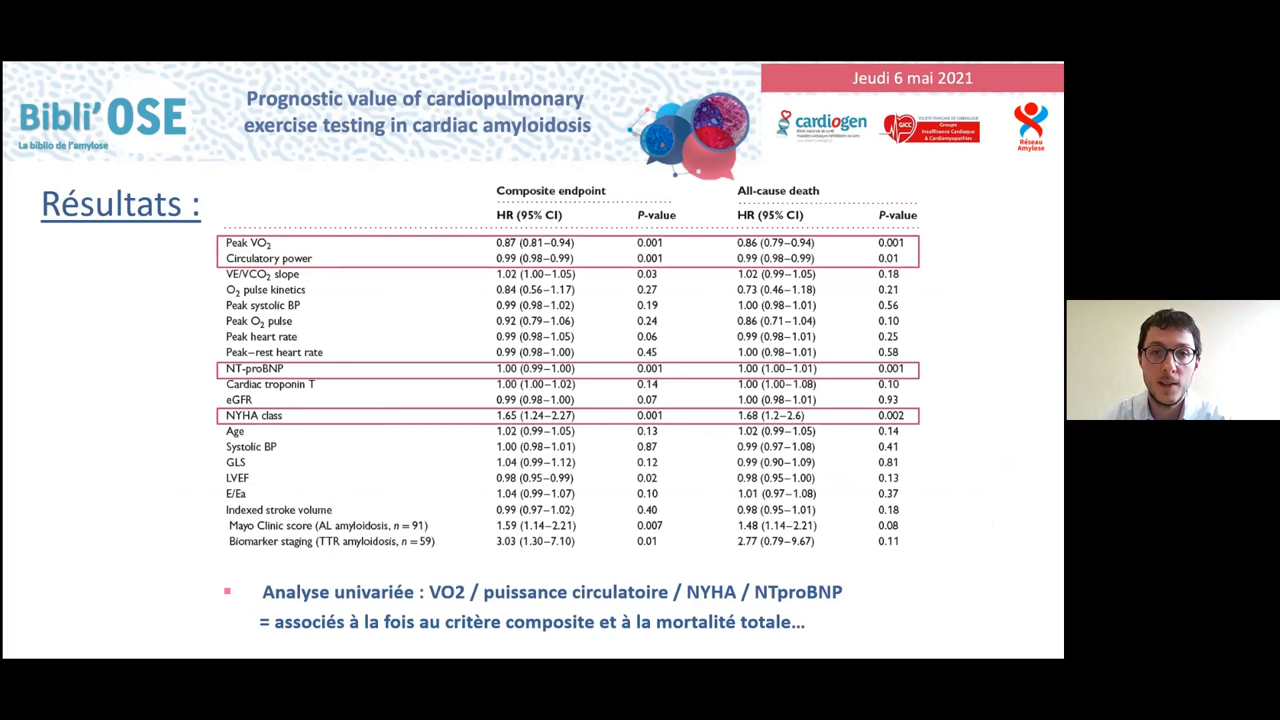 Jeudi 6 mai 2021
Bibli'OSE
La biblio de l'amylose
Prognostic value of cardiopulmonary
exercise testing in cardiac amyloidosis
cardiogen
GICC
SOCIÉTÉ FRANÇAISE DE CARDIOLOGIE
Groupe
Insuffisance Cardiaque
& Cardiomyopathies
Réseau
Amylose
Résultats :
Composite endpoint All-cause death
HR (95% CI) P-value HR (95% CI) P-value
Peak VO2 0.87 (0.81–0.94) 0.001 0.86 (0.79–0.94) 0.001
Circulatory power 0.99 (0.98–0.99) 0.001 0.99 (0.98–0.99) 0.01
VE/VCO2 slope 1.02 (1.00–1.05) 0.03 1.02 (0.99–1.05) 0.18
O2 pulse kinetics 0.84 (0.56–1.17) 0.27 0.73 (0.46–1.18) 0.21
Peak systolic BP 0.99 (0.98–1.02) 0.19 1.00 (0.98–1.01) 0.56
Peak O2 pulse 0.92 (0.79–1.06) 0.24 0.86 (0.71–1.04) 0.10
Peak heart rate 0.99 (0.98–1.05) 0.06 0.99 (0.98–1.01) 0.25
Peak–rest heart rate 0.99 (0.98–1.00) 0.45 1.00 (0.98–1.01) 0.58
NT-proBNP 1.00 (0.99–1.00) 0.001 1.00 (1.00–1.01) 0.001
Cardiac troponin T 1.00 (1.00–1.02) 0.14 1.00 (1.00–1.08) 0.10
eGFR 0.99 (0.98–1.00) 0.07 1.00 (0.98–1.01) 0.93
NYHA class 1.65 (1.24–2.27) 0.001 1.68 (1.2–2.6) 0.002
Age 1.02 (0.99–1.05) 0.13 1.02 (0.99–1.05) 0.14
Systolic BP 1.00 (0.98–1.01) 0.87 0.99 (0.97–1.08) 0.41
GLS 1.04 (0.99–1.12) 0.12 0.99 (0.90–1.09) 0.81
LVEF 0.98 (0.95–0.99) 0.02 0.98 (0.95–1.00) 0.13
E/Ea 1.04 (0.99–1.07) 0.10 1.01 (0.97–1.08) 0.37
Indexed stroke volume 0.99 (0.97–1.02) 0.40 0.98 (0.95–1.01) 0.18
Mayo Clinic score (AL amyloidosis, n = 91) 1.59 (1.14–2.21) 0.007 1.48 (1.14–2.21) 0.08
Biomarker staging (TTR amyloidosis, n = 59) 3.03 (1.30–7.10) 0.01 2.77 (0.79–9.67) 0.11
▪ Analyse univariée : VO2 / puissance circulatoire / NYHA / NTproBNP
= associés à la fois au critère composite et à la mortalité totale...